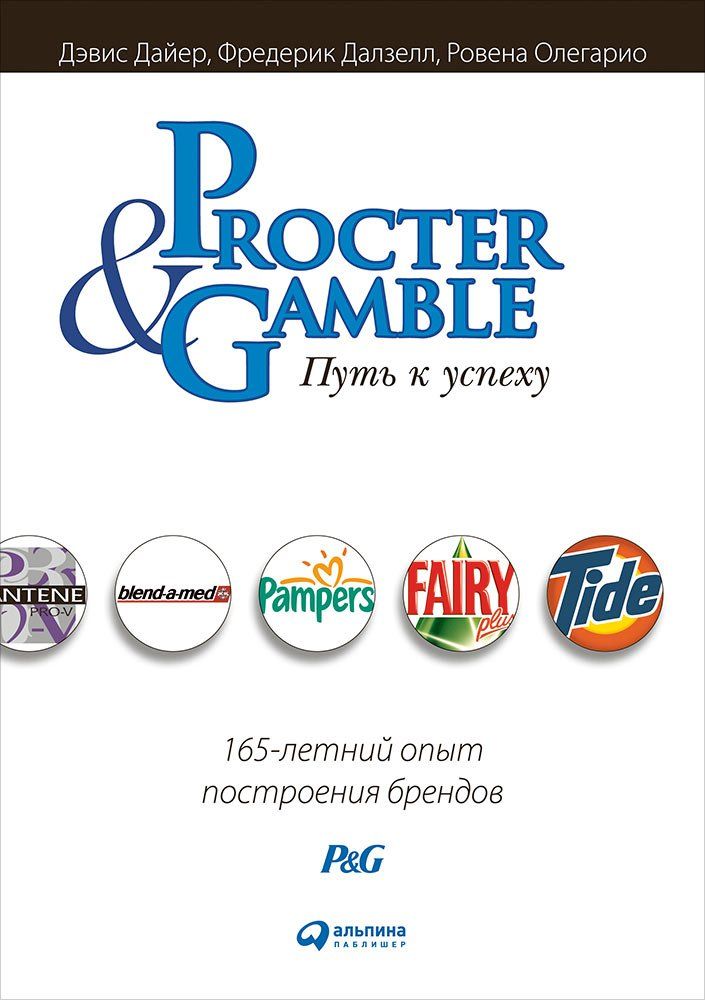 Дэвис Дайер, Фредерик Далзелл, Ровена Олегарио
PROCTER
& GAMBLE
Путь к успеху
ANTENE
PRO-V
blend-a-med
Pampers
FAIRY
plus
Tide
165-летний опыт
построения брендов
P&G
альпина
ПАБЛИШЕР